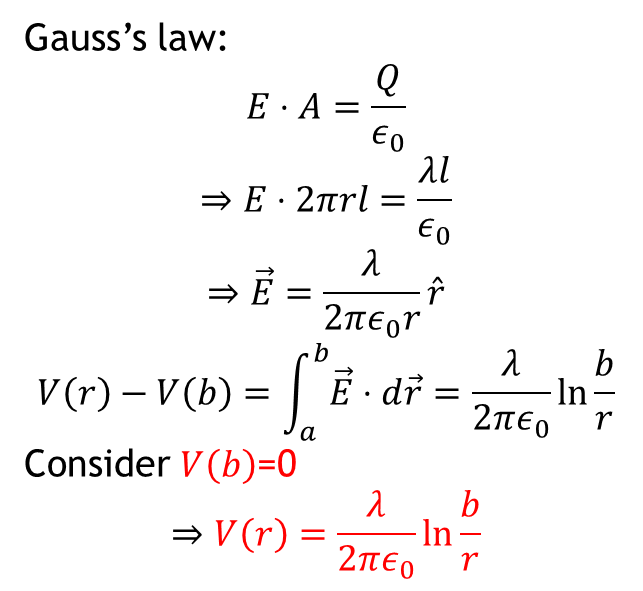 Gauss’s law:
E · A = Q/ϵ₀
⇒ E · 2πrl = λl/ϵ₀
⇒ E⃗ = λ/(2πϵ₀r) r̂
V(r) − V(b) = ∫ₐᵇ E⃗ · dr⃗ = λ/(2πϵ₀) ln b/r
Consider V(b)=0
⇒ V(r) = λ/(2πϵ₀) ln b/r